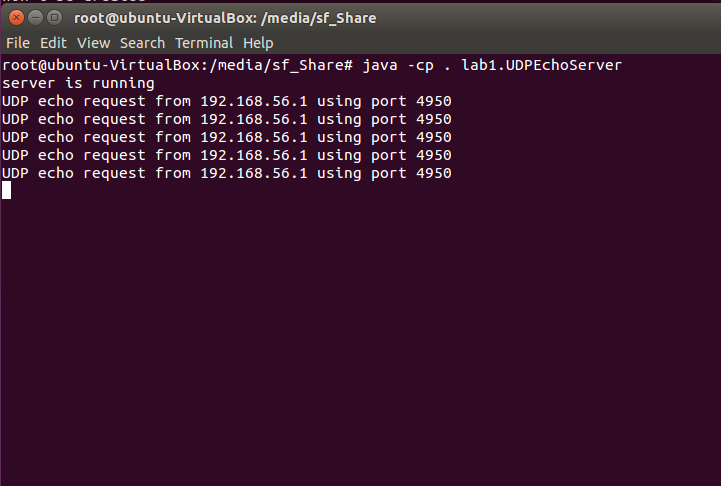 root@ubuntu-VirtualBox: /media/sf_Share
File Edit View Search Terminal Help
root@ubuntu-VirtualBox:/media/sf_Share# java -cp . lab1.UDPEchoServer
server is running
UDP echo request from 192.168.56.1 using port 4950
UDP echo request from 192.168.56.1 using port 4950
UDP echo request from 192.168.56.1 using port 4950
UDP echo request from 192.168.56.1 using port 4950
UDP echo request from 192.168.56.1 using port 4950